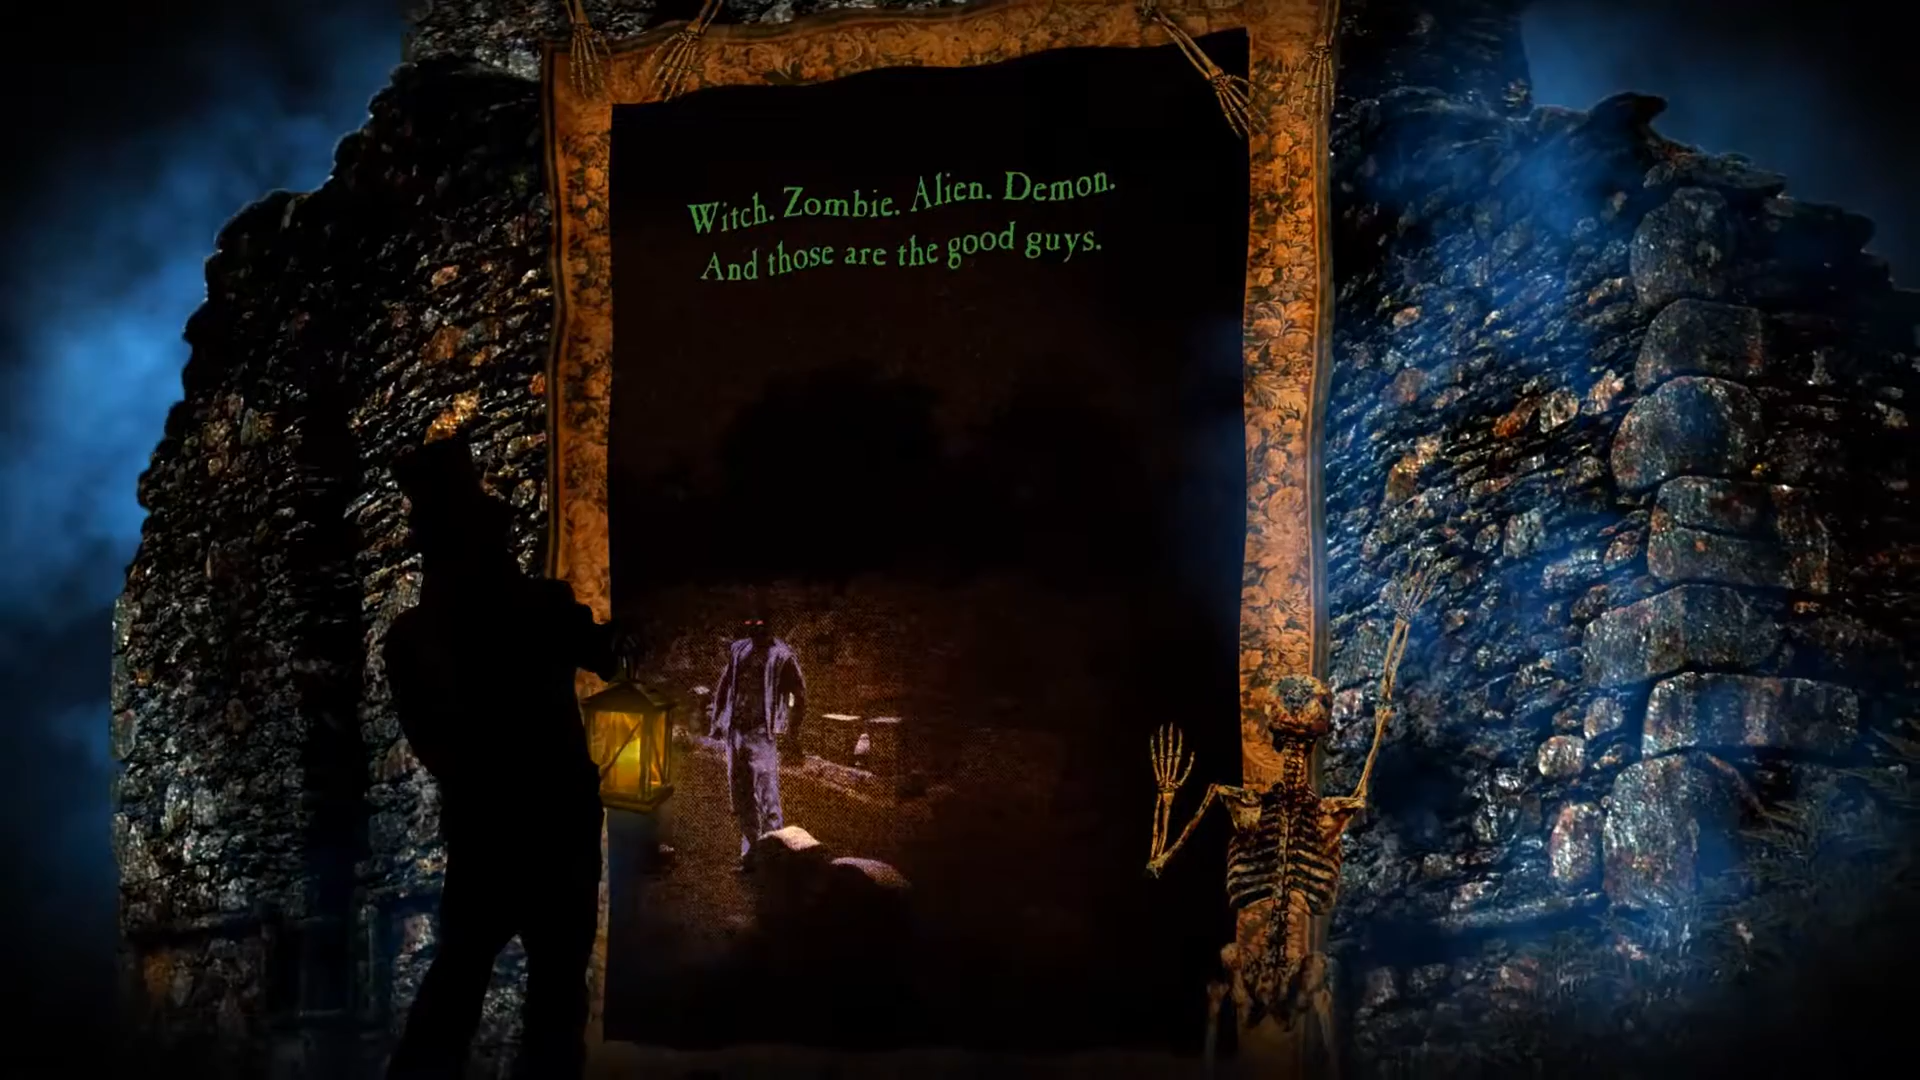 Witch. Zombie. Alien. Demon.
And those are the good guys.